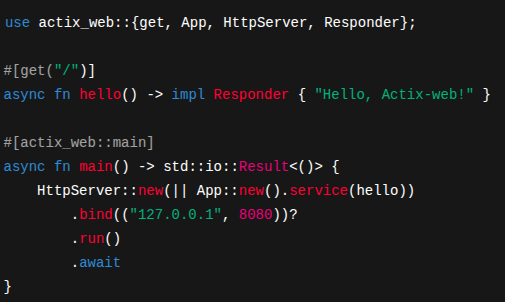 use actix_web::{get, App, HttpServer, Responder};

#[get("/")]
async fn hello() -> impl Responder { "Hello, Actix-web!" }

#[actix_web::main]
async fn main() -> std::io::Result<()> {
    HttpServer::new(|| App::new().service(hello))
        .bind(("127.0.0.1", 8080))?
        .run()
        .await
}